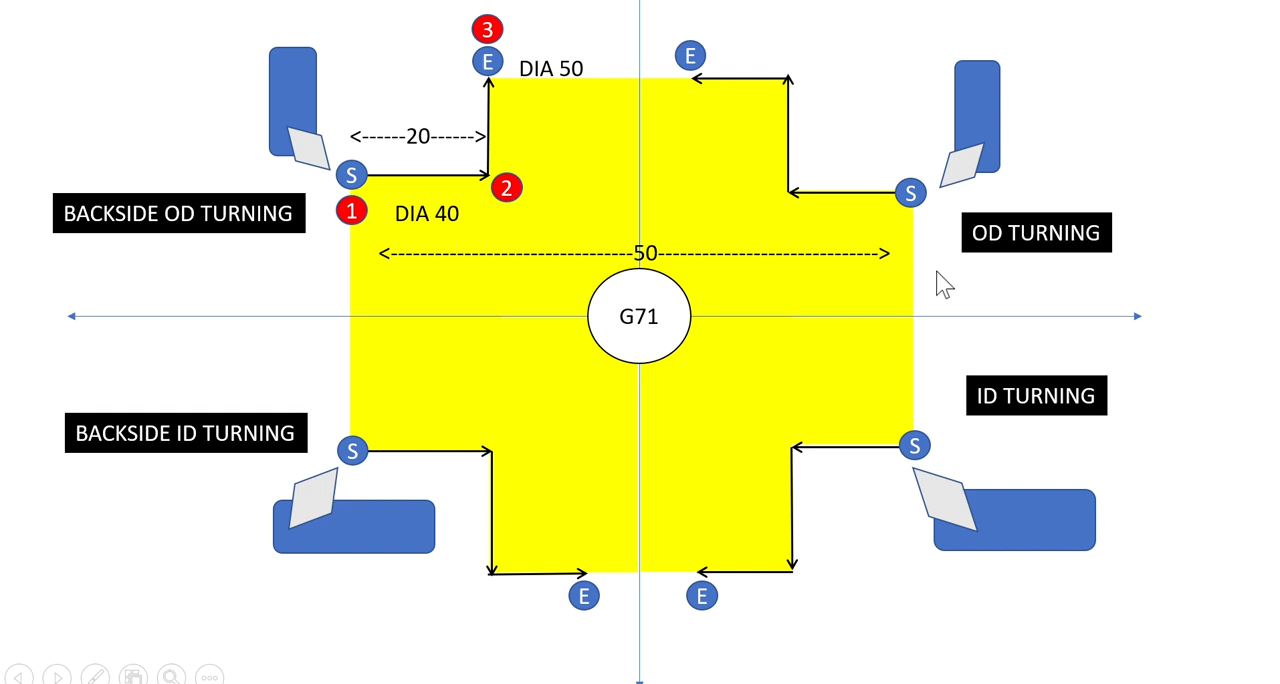 3
E
DIA 50
E
<------20------>
S
2
S
1
DIA 40
BACKSIDE OD TURNING
OD TURNING
<--------------------------------50----------------------------->
G71
ID TURNING
BACKSIDE ID TURNING
S
S
E
E